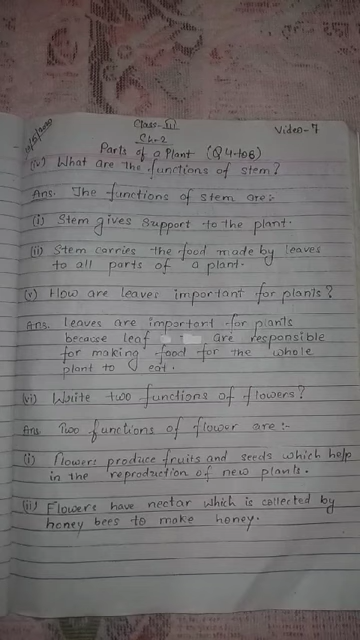 Class-III
Video-7
Ch-2
Parts of a Plant (Q4 to 6)
(iv) What are the functions of stem?
Ans. The functions of stem are:-
(i) Stem gives support to the plant.
(ii) Stem carries the food made by leaves
to all parts of a plant.
(v) How are leaves important for plants?
Ans. Leaves are important for plants
because leaf are responsible
for making food for the whole
plant to eat.
(vi) Write two functions of flowers?
Ans Two functions of flower are :-
(i) Flowers produce fruits and seeds which help
in the reproduction of new plants.
(ii) Flowers have nectar which is collected by
honey bees to make honey.